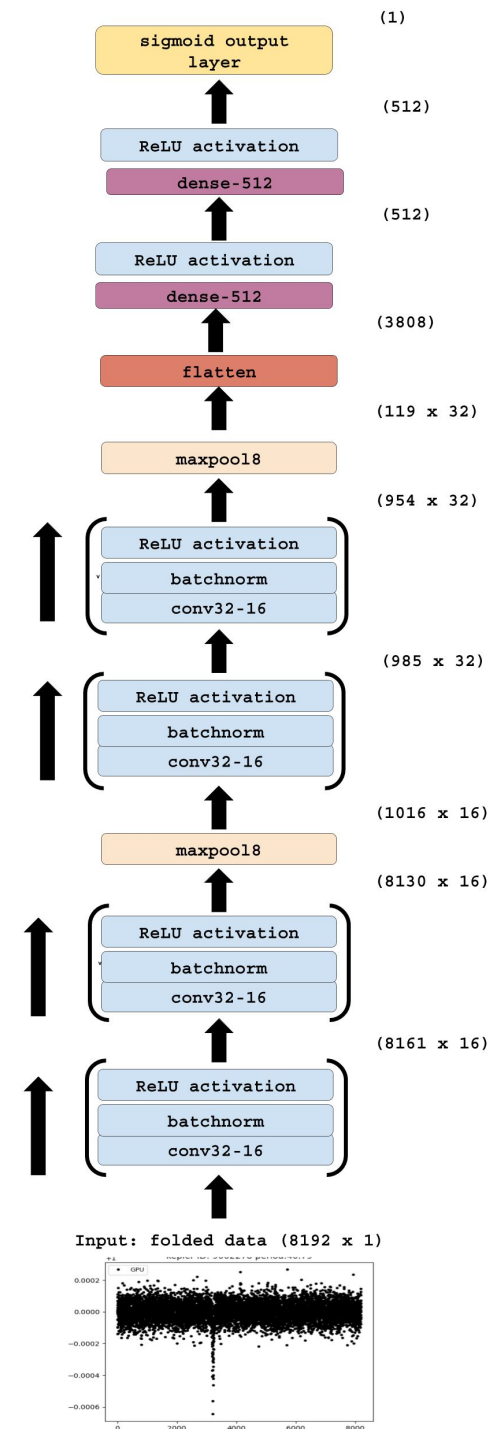 (1)
sigmoid output
layer
(512)
ReLU activation
dense-512
(512)
ReLU activation
dense-512
(3808)
flatten
(119 x 32)
maxpool8
(954 x 32)
ReLU activation
v
batchnorm
conv32-16
(985 x 32)
ReLU activation
batchnorm
conv32-16
(1016 x 16)
maxpool8
(8130 x 16)
ReLU activation
v
batchnorm
conv32-16
(8161 x 16)
ReLU activation
batchnorm
conv32-16
Input: folded data (8192 x 1)
+1
GPU
0.0002
0.0000
−0.0002
−0.0004
−0.0006
0 2000 4000 6000 8000